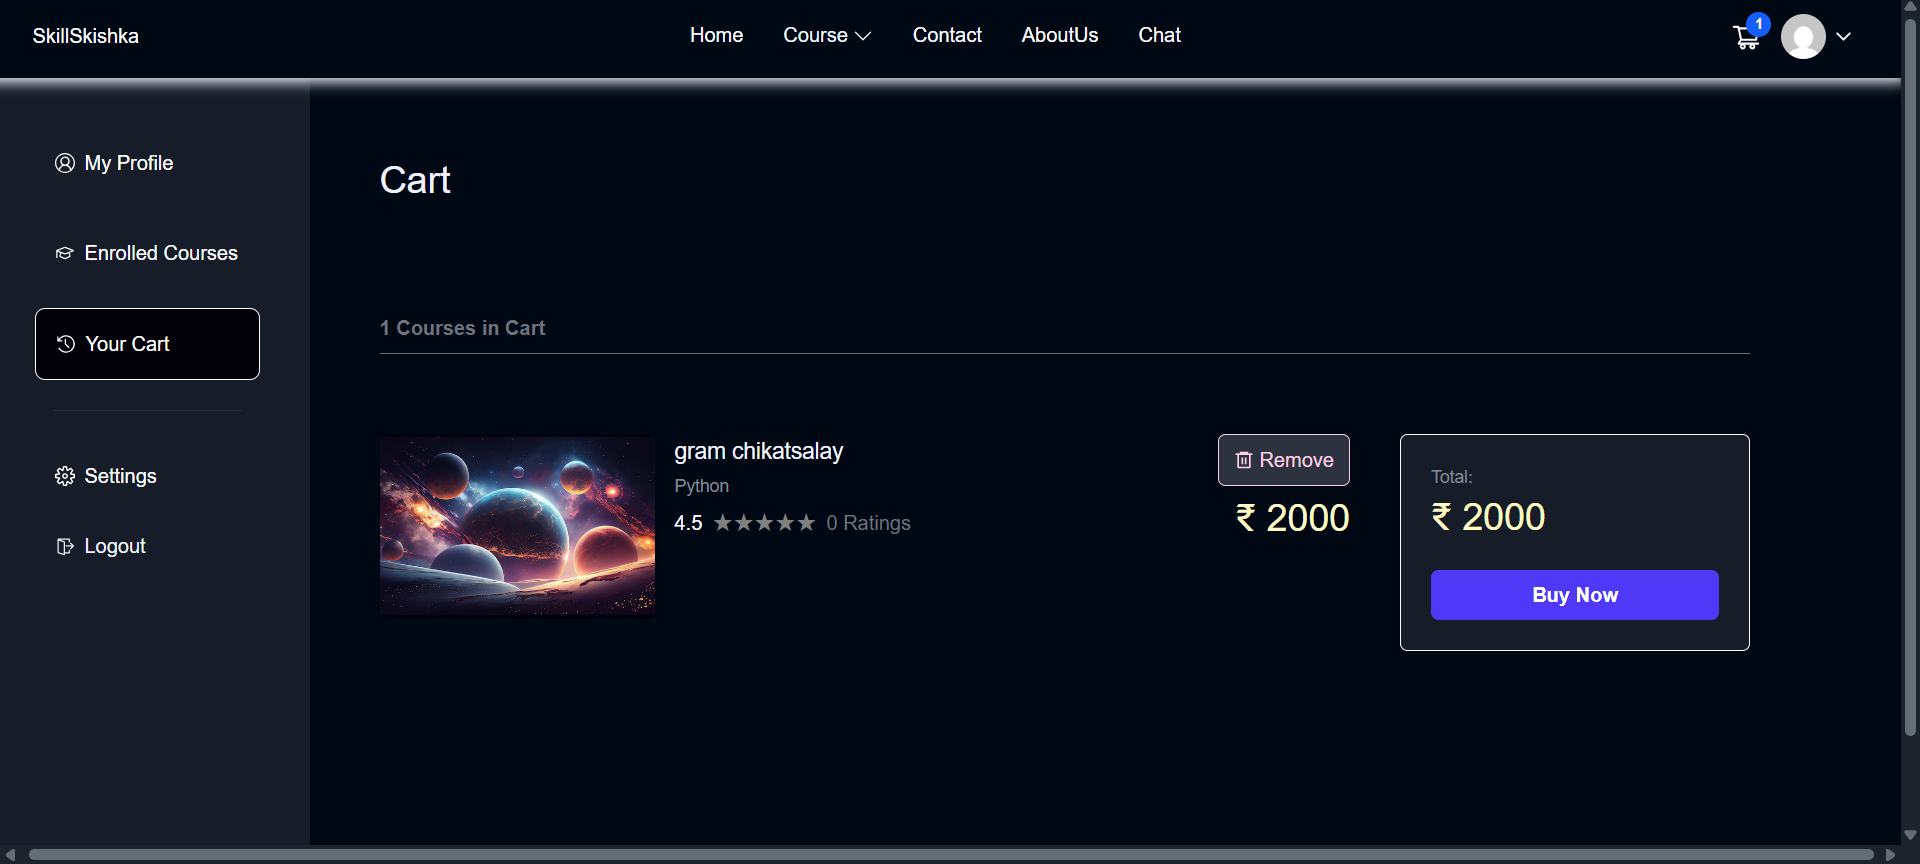 SkillSkishka
Home Course Contact AboutUs Chat
1
My Profile
Enrolled Courses
Your Cart
Settings
Logout
Cart
1 Courses in Cart
gram chikatsalay
Python
4.5 ★★★★★ 0 Ratings
Remove
₹ 2000
Total:
₹ 2000
Buy Now